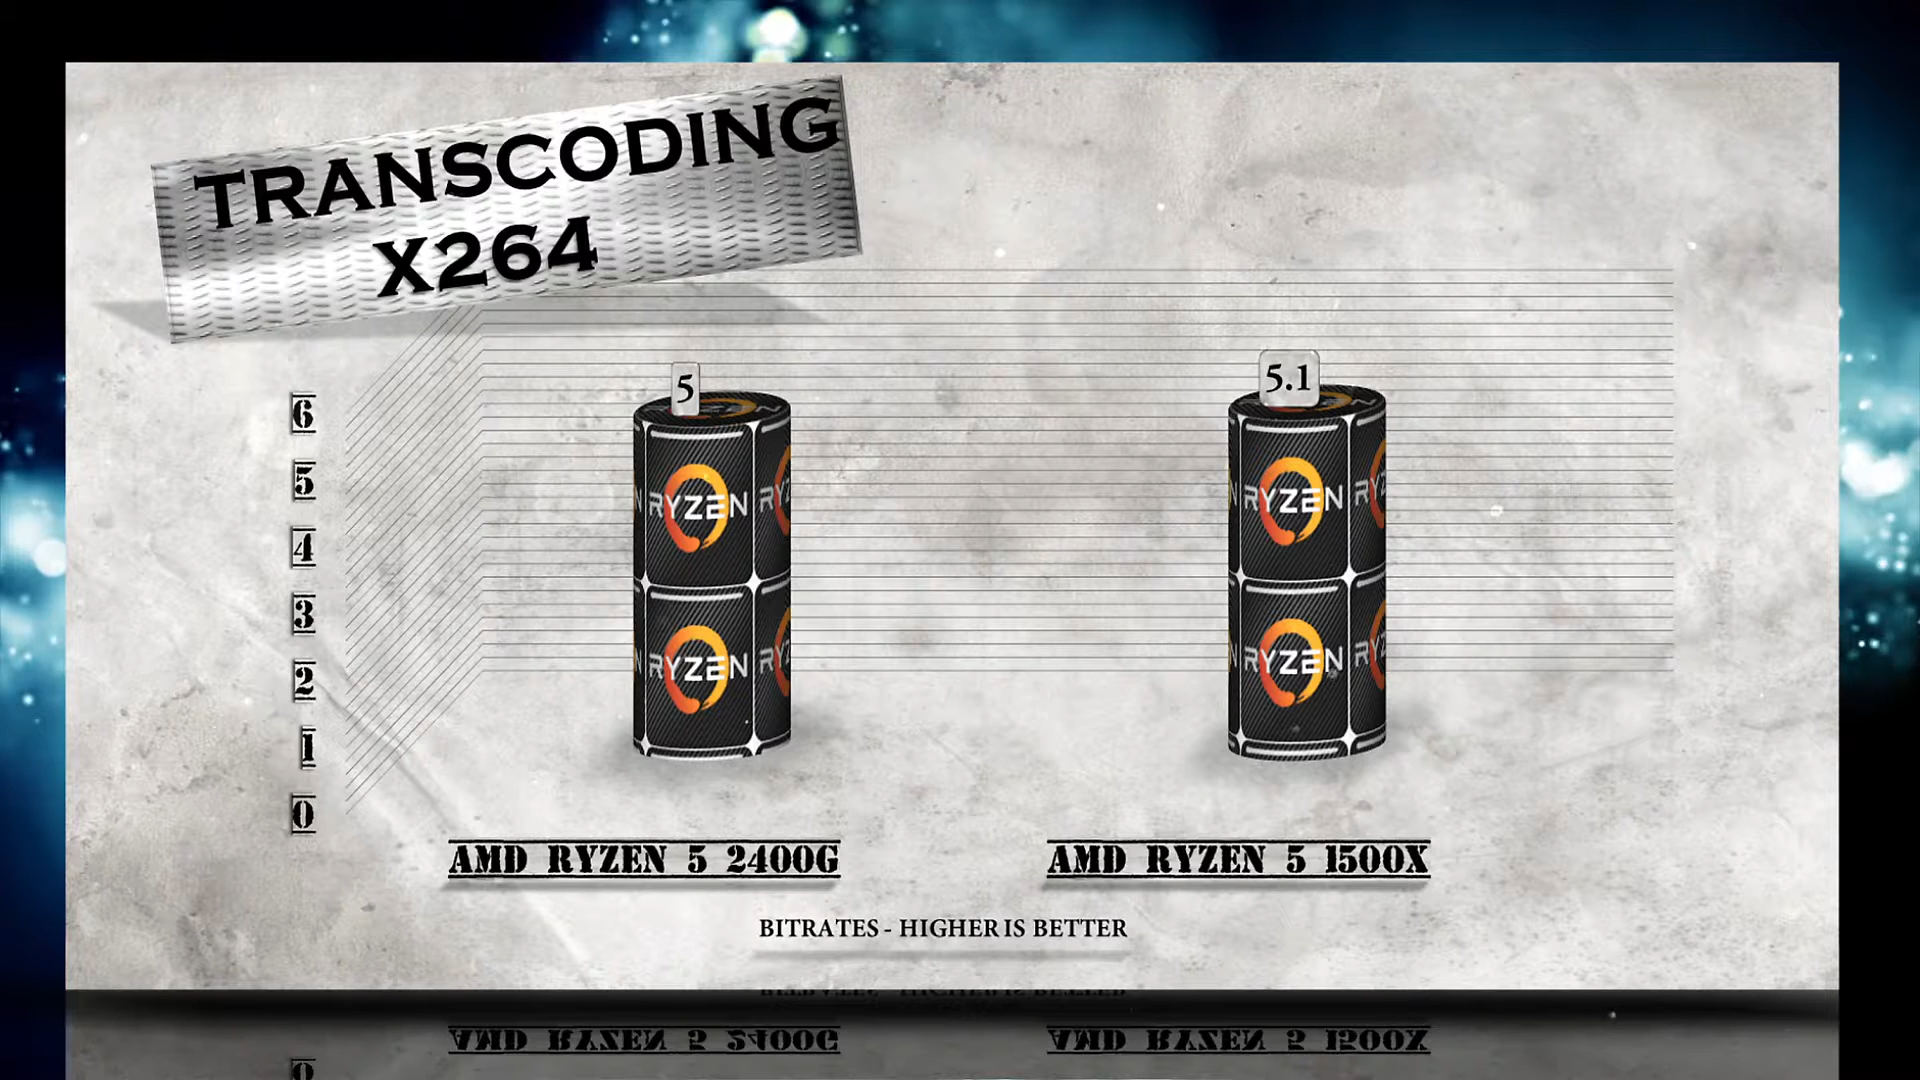 TRANSCODING
X264
5
5.1
6
5
4
3
2
1
0
RYZEN
RYZEN
RYZEN
RYZEN
AMD RYZEN 5 2400G
AMD RYZEN 5 1500X
BITRATES - HIGHER IS BETTER